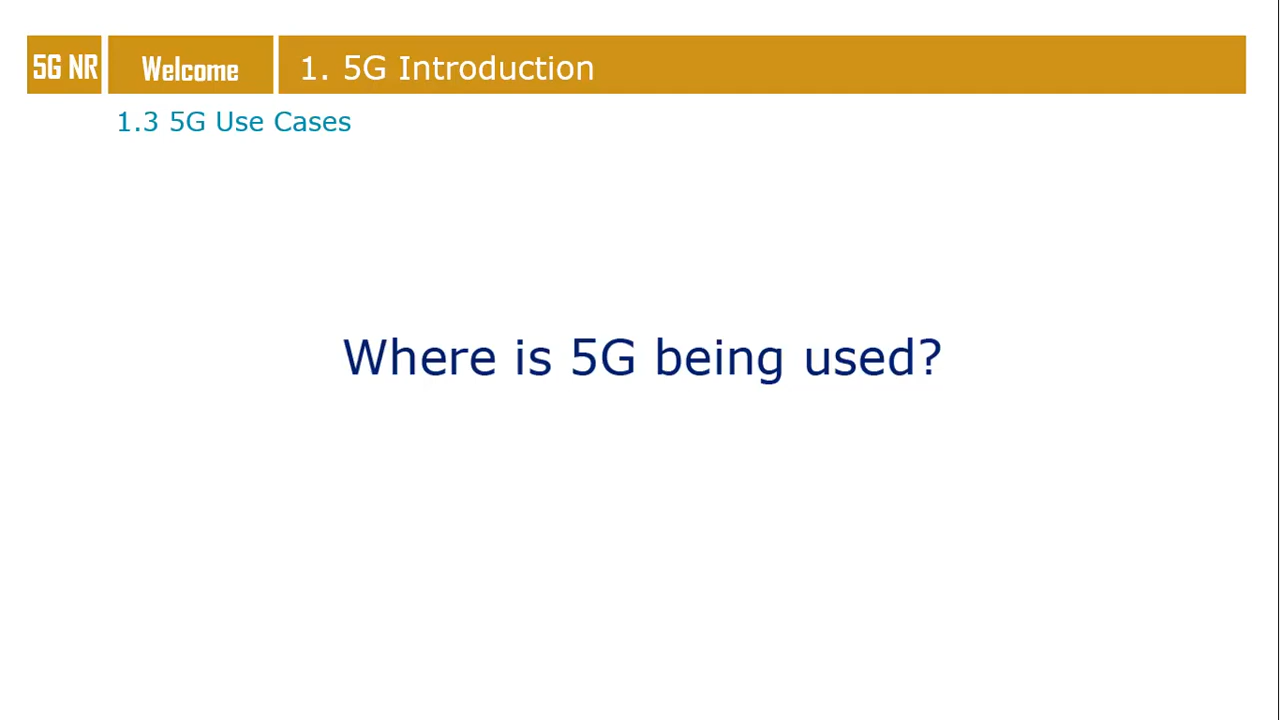 5G NR
Welcome
1. 5G Introduction
1.3 5G Use Cases
Where is 5G being used?